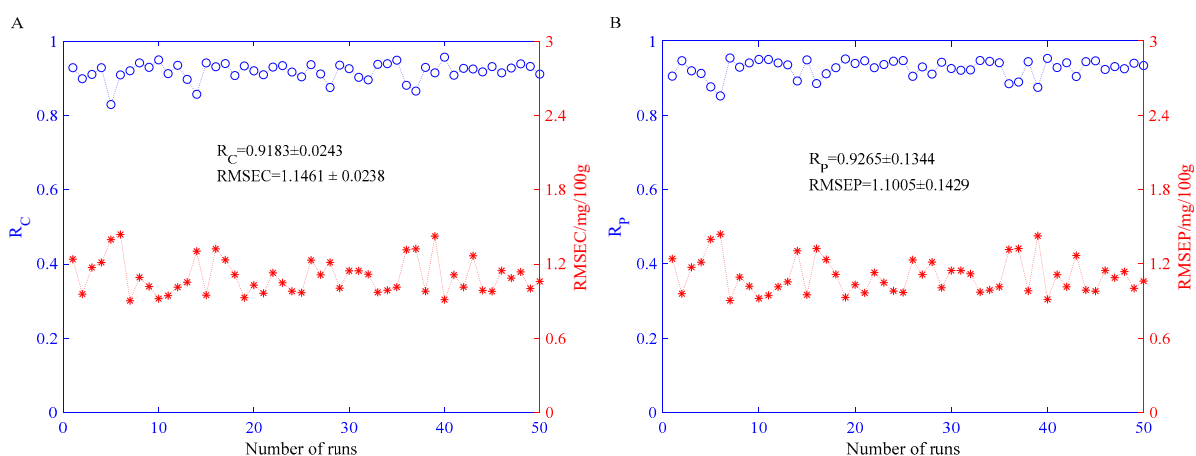 A
1
0.8
0.6
0.4
0.2
0
R_C
3
2.4
1.8
1.2
0.6
0
RMSEC/mg/100g
R_C=0.9183±0.0243
RMSEC=1.1461 ± 0.0238
0 10 20 30 40 50
Number of runs
B
1
0.8
0.6
0.4
0.2
0
R_P
3
2.4
1.8
1.2
0.6
0
RMSEP/mg/100g
R_P=0.9265±0.1344
RMSEP=1.1005±0.1429
0 10 20 30 40 50
Number of runs